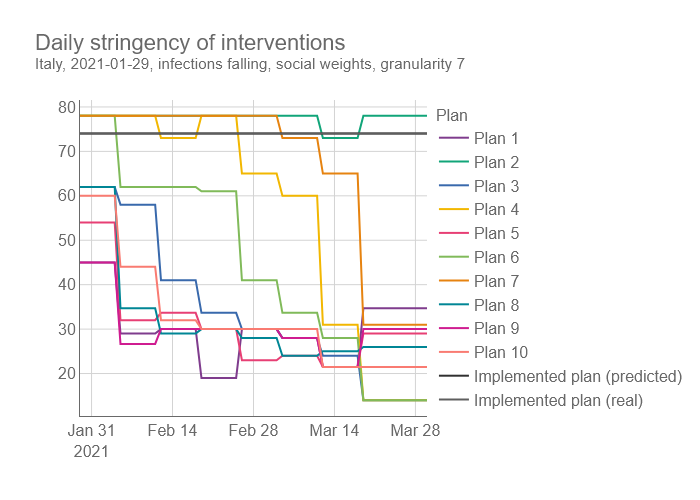 Daily stringency of interventions
Italy, 2021-01-29, infections falling, social weights, granularity 7
80
70
60
50
40
30
20
Jan 31
2021
Feb 14
Feb 28
Mar 14
Mar 28
Plan
Plan 1
Plan 2
Plan 3
Plan 4
Plan 5
Plan 6
Plan 7
Plan 8
Plan 9
Plan 10
Implemented plan (predicted)
Implemented plan (real)